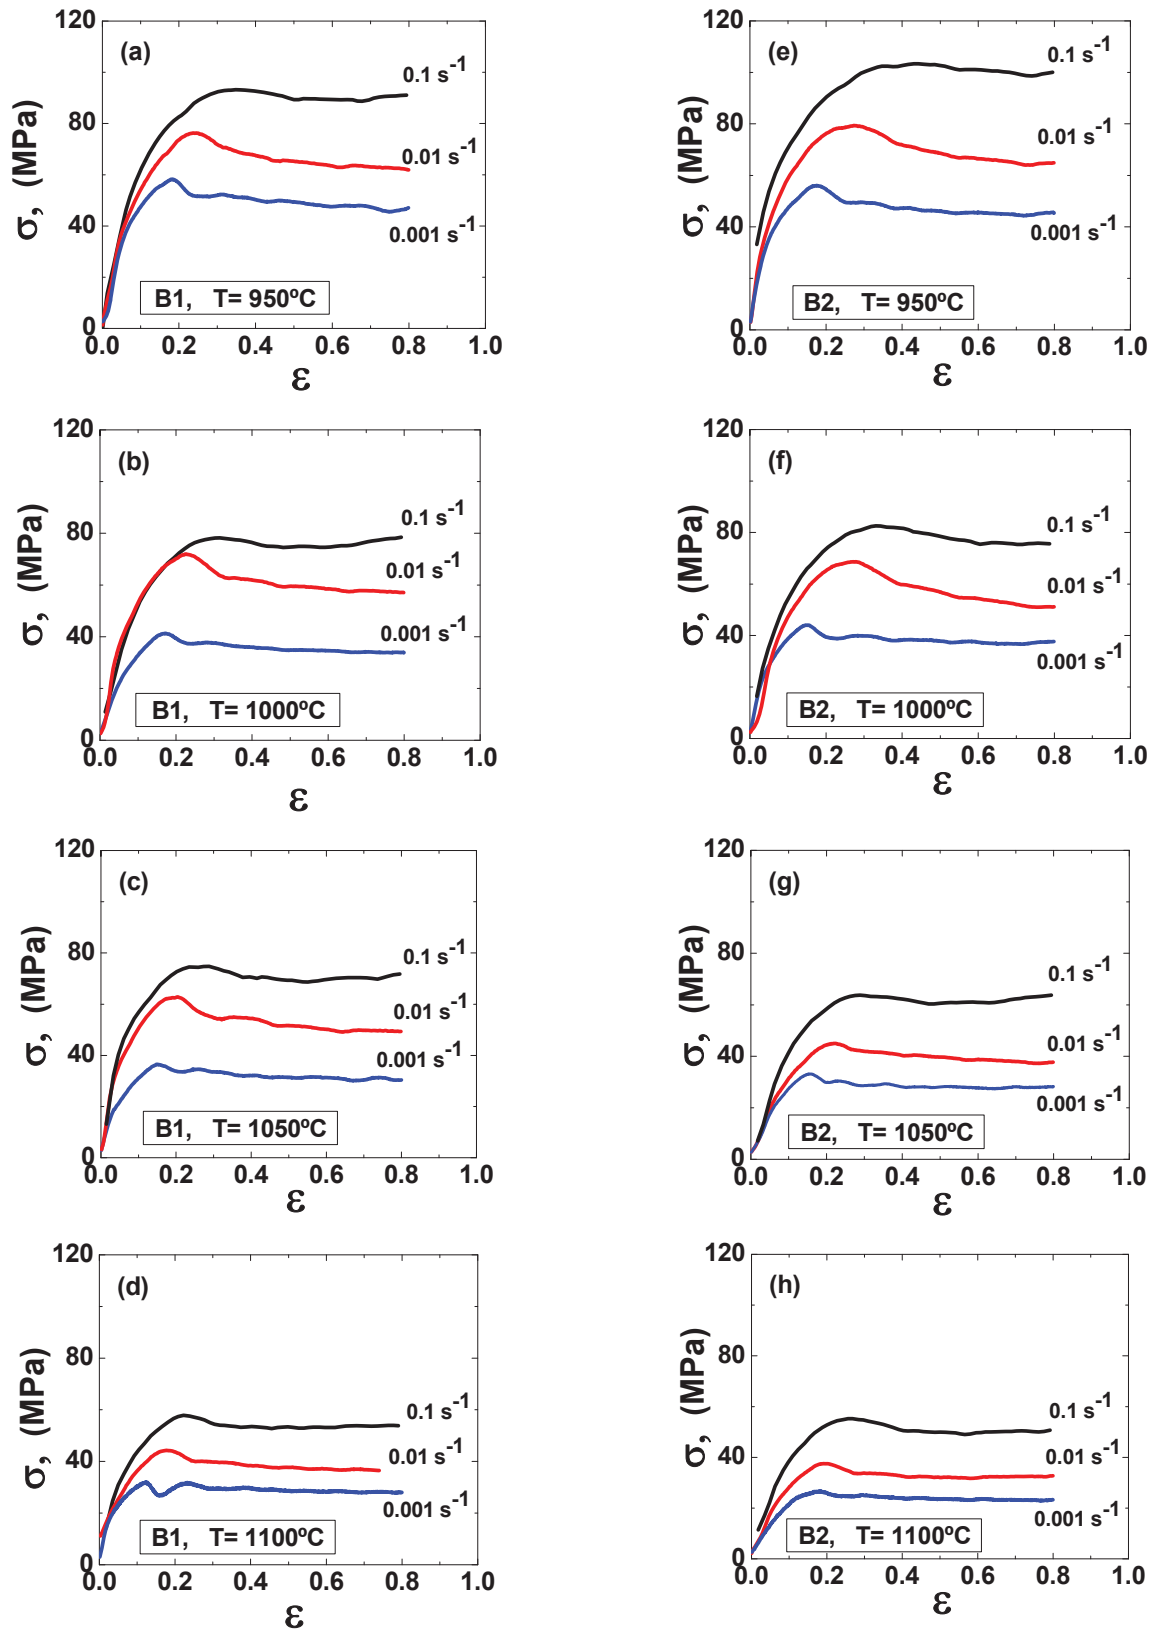 (a)
σ, (MPa)
120
80
40
0
0.1 s-1
0.01 s-1
0.001 s-1
B1, T= 950ºC
0.0 0.2 0.4 0.6 0.8 1.0
ε
(e)
σ, (MPa)
120
80
40
0
0.1 s-1
0.01 s-1
0.001 s-1
B2, T= 950ºC
0.0 0.2 0.4 0.6 0.8 1.0
ε
(b)
σ, (MPa)
120
80
40
0
0.1 s-1
0.01 s-1
0.001 s-1
B1, T= 1000ºC
0.0 0.2 0.4 0.6 0.8 1.0
ε
(f)
σ, (MPa)
120
80
40
0
0.1 s-1
0.01 s-1
0.001 s-1
B2, T= 1000ºC
0.0 0.2 0.4 0.6 0.8 1.0
ε
(c)
σ, (MPa)
120
80
40
0
0.1 s-1
0.01 s-1
0.001 s-1
B1, T= 1050ºC
0.0 0.2 0.4 0.6 0.8 1.0
ε
(g)
σ, (MPa)
120
80
40
0
0.1 s-1
0.01 s-1
0.001 s-1
B2, T= 1050ºC
0.0 0.2 0.4 0.6 0.8 1.0
ε
(d)
σ, (MPa)
120
80
40
0
0.1 s-1
0.01 s-1
0.001 s-1
B1, T= 1100ºC
0.0 0.2 0.4 0.6 0.8 1.0
ε
(h)
σ, (MPa)
120
80
40
0
0.1 s-1
0.01 s-1
0.001 s-1
B2, T= 1100ºC
0.0 0.2 0.4 0.6 0.8 1.0
ε